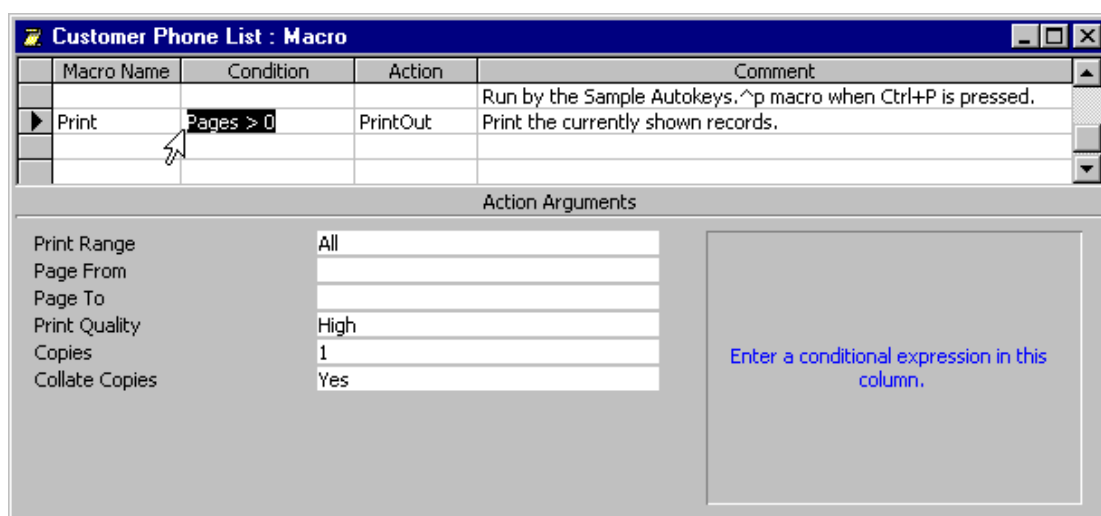 Customer Phone List : Macro
Macro Name Condition Action Comment
Run by the Sample Autokeys.^p macro when Ctrl+P is pressed.
Print Pages > 0 PrintOut Print the currently shown records.
Action Arguments
Print Range All
Page From
Page To
Print Quality High
Copies 1
Collate Copies Yes
Enter a conditional expression in this
column.